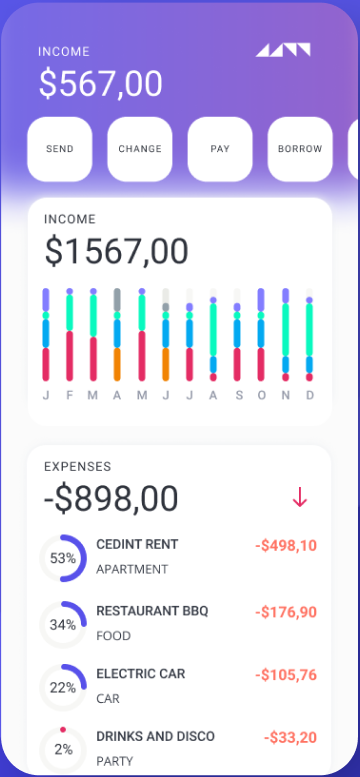 INCOME
$567,00
SEND CHANGE PAY BORROW
INCOME
$1567,00
J F M A M J J A S O N D
EXPENSES
-$898,00
53% CEDINT RENT -$498,10
APARTMENT
34% RESTAURANT BBQ -$176,90
FOOD
22% ELECTRIC CAR -$105,76
CAR
2% DRINKS AND DISCO -$33,20
PARTY